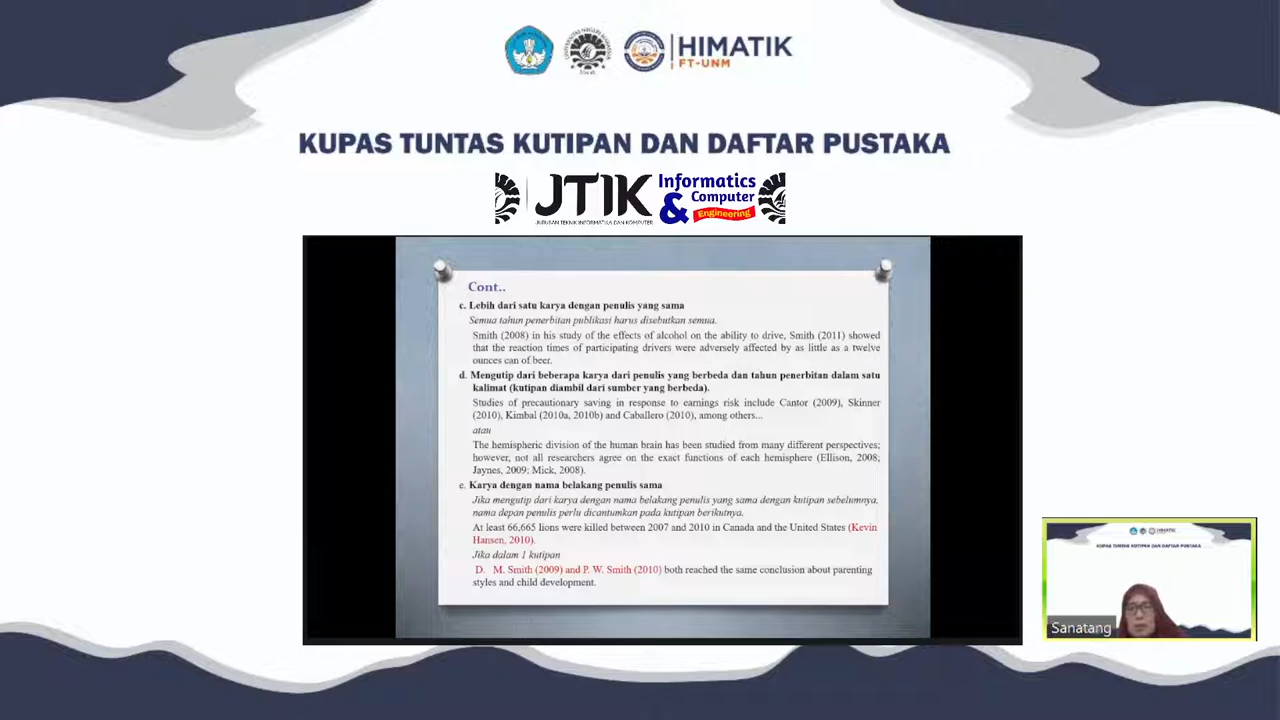 HIMATIK
FT-UNM
KUPAS TUNTAS KUTIPAN DAN DAFTAR PUSTAKA
JTIK
JURUSAN TEKNIK INFORMATIKA DAN KOMPUTER
Informatics
& Computer
Engineering
Cont..
c. Lebih dari satu karya dengan penulis yang sama
Semua tahun penerbitan publikasi harus disebutkan semua.
Smith (2008) in his study of the effects of alcohol on the ability to drive, Smith (2011) showed
that the reaction times of participating drivers were adversely affected by as little as a twelve
ounces can of beer.
d. Mengutip dari beberapa karya dari penulis yang berbeda dan tahun penerbitan dalam satu
kalimat (kutipan diambil dari sumber yang berbeda).
Studies of precautionary saving in response to earnings risk include Cantor (2009), Skinner
(2010), Kimbal (2010a, 2010b) and Caballero (2010), among others...
atau
The hemispheric division of the human brain has been studied from many different perspectives;
however, not all researchers agree on the exact functions of each hemisphere (Ellison, 2008;
Jaynes, 2009; Mick, 2008).
e. Karya dengan nama belakang penulis sama
Jika mengutip dari karya dengan nama belakang penulis yang sama dengan kutipan sebelumnya,
nama depan penulis perlu dicantumkan pada kutipan berikutnya.
At least 66,665 lions were killed between 2007 and 2010 in Canada and the United States (Kevin
Hansen, 2010).
Jika dalam 1 kutipan
D. M. Smith (2009) and P. W. Smith (2010) both reached the same conclusion about parenting
styles and child development.
KUPAS TUNTAS KUTIPAN DAN DAFTAR PUSTAKA
Sanatang